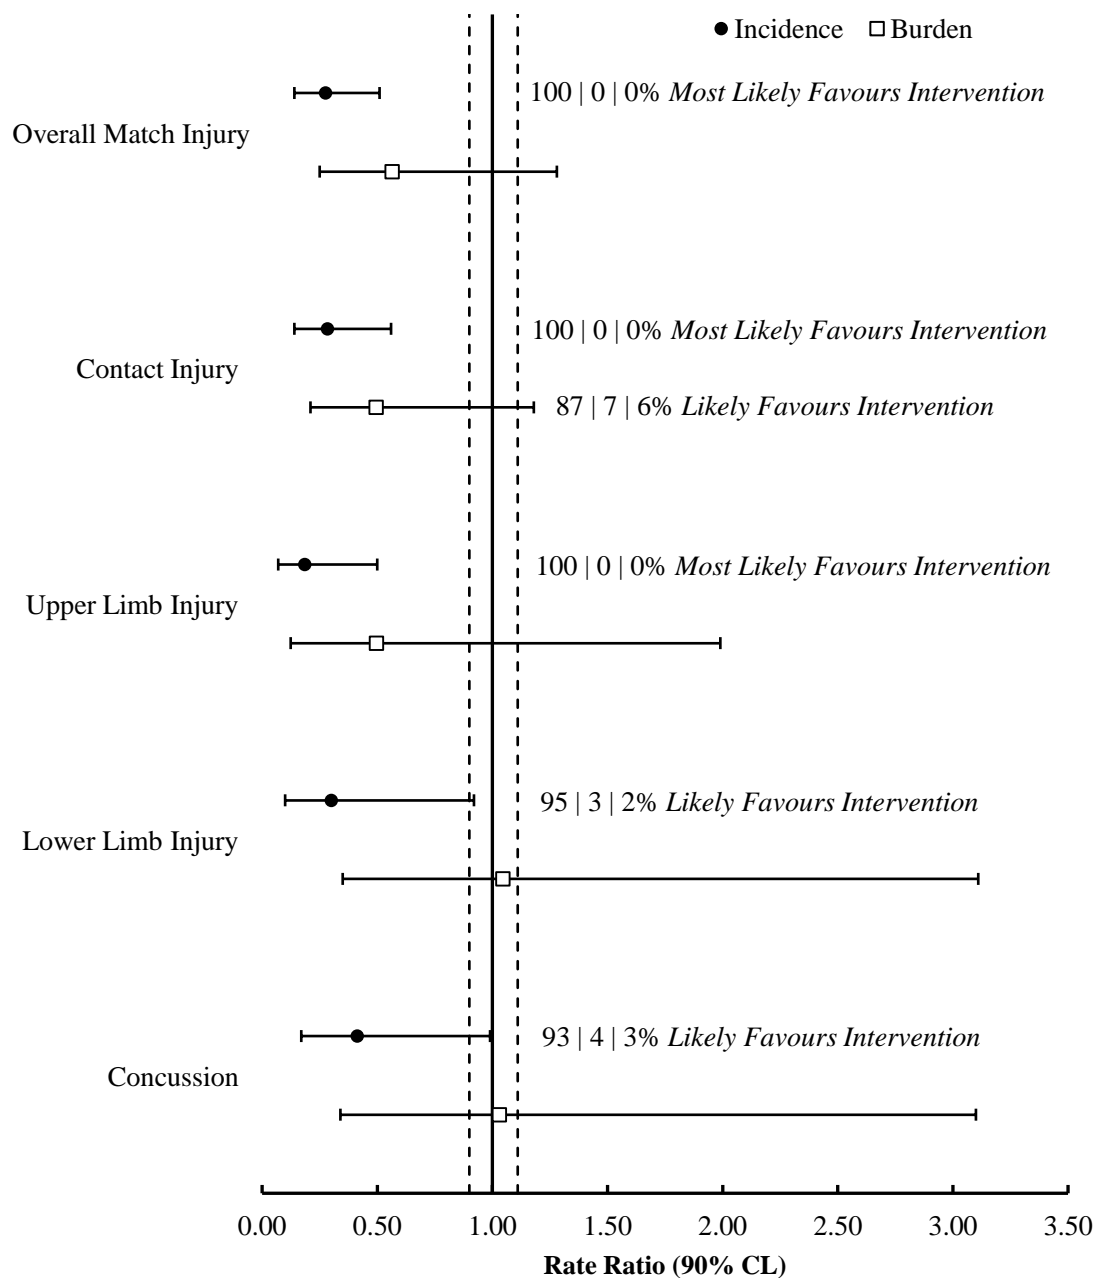 Incidence Burden
100 | 0 | 0% Most Likely Favours Intervention
Overall Match Injury
100 | 0 | 0% Most Likely Favours Intervention
Contact Injury
87 | 7 | 6% Likely Favours Intervention
100 | 0 | 0% Most Likely Favours Intervention
Upper Limb Injury
95 | 3 | 2% Likely Favours Intervention
Lower Limb Injury
93 | 4 | 3% Likely Favours Intervention
Concussion
0.00 0.50 1.00 1.50 2.00 2.50 3.00 3.50
Rate Ratio (90% CL)